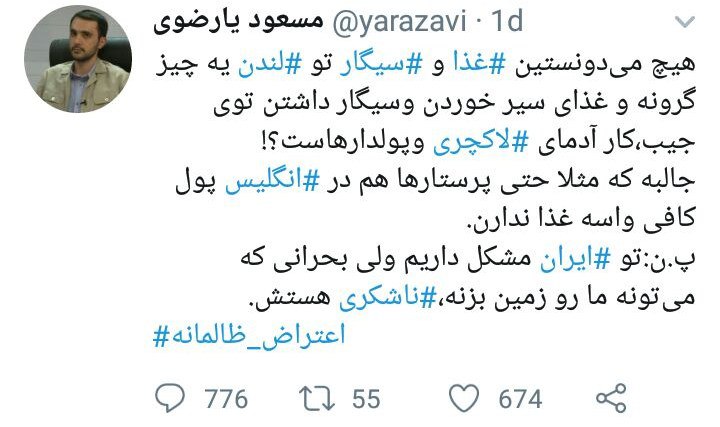 مسعود یارضوی @yarazavi · 1d
هیچ می‌دونستین #غذا و #سیگار تو #لندن یه چیز
گرونه و غذای سیر خوردن وسیگار داشتن توی
جیب،کار آدمای #لاکچری وپولدارهاست؟!
جالبه که مثلا حتی پرستارها هم در #انگلیس پول
کافی واسه غذا ندارن.
پ.ن:تو #ایران مشکل داریم ولی بحرانی که
می‌تونه ما رو زمین بزنه،#ناشکری هستش.
#اعتراض_ظالمانه
776 55 674